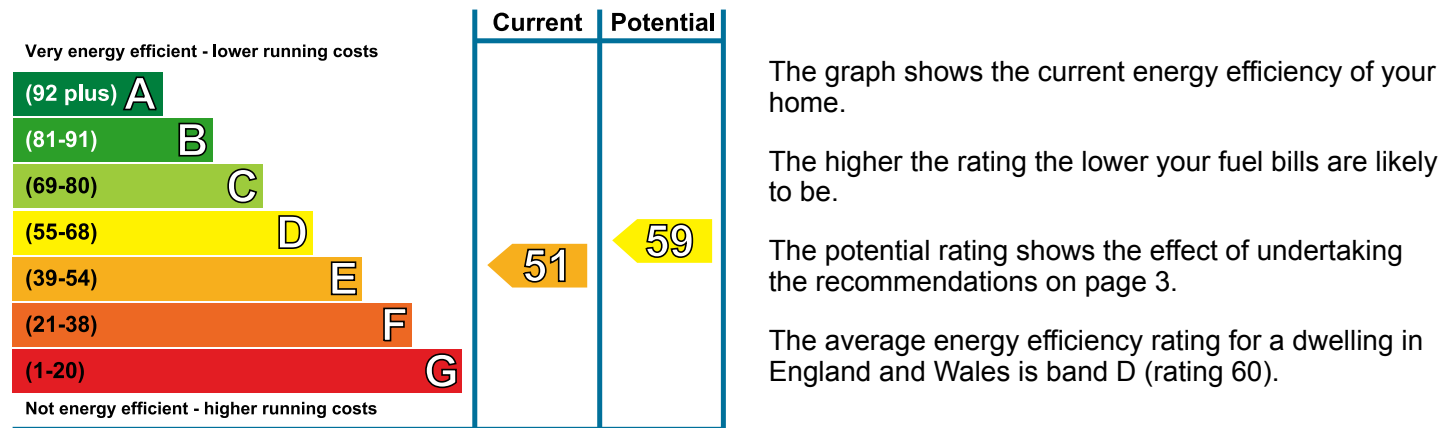 Current Potential
Very energy efficient - lower running costs
(92 plus) A
(81-91) B
(69-80) C
(55-68) D
(39-54) E
(21-38) F
(1-20) G
Not energy efficient - higher running costs
51
59
The graph shows the current energy efficiency of your
home.
The higher the rating the lower your fuel bills are likely
to be.
The potential rating shows the effect of undertaking
the recommendations on page 3.
The average energy efficiency rating for a dwelling in
England and Wales is band D (rating 60).